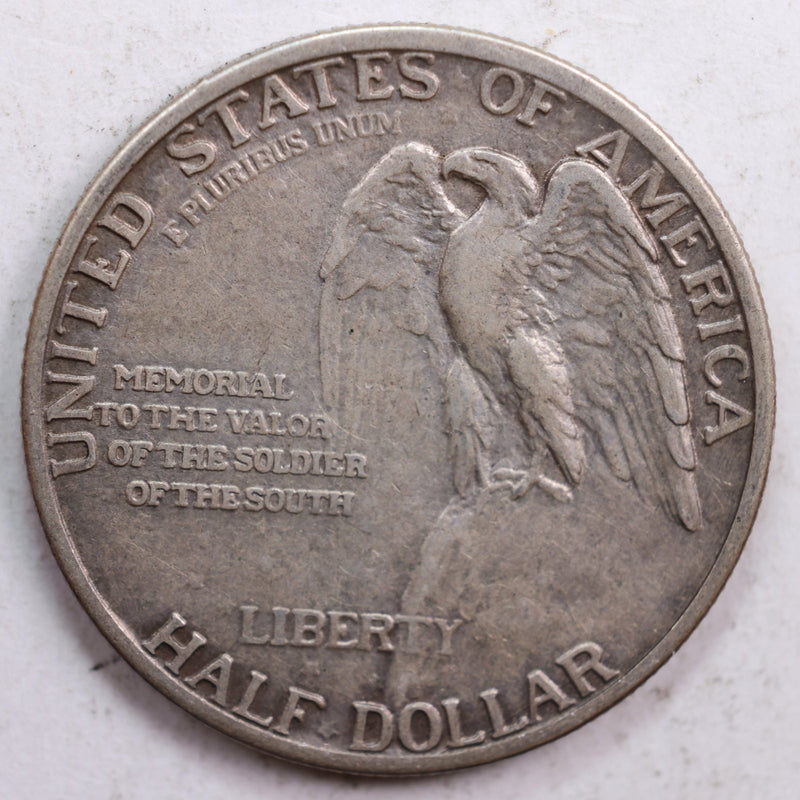 UNITED STATES OF AMERICA
E PLURIBUS UNUM
MEMORIAL
TO THE VALOR
OF THE SOLDIER
OF THE SOUTH
LIBERTY
HALF DOLLAR